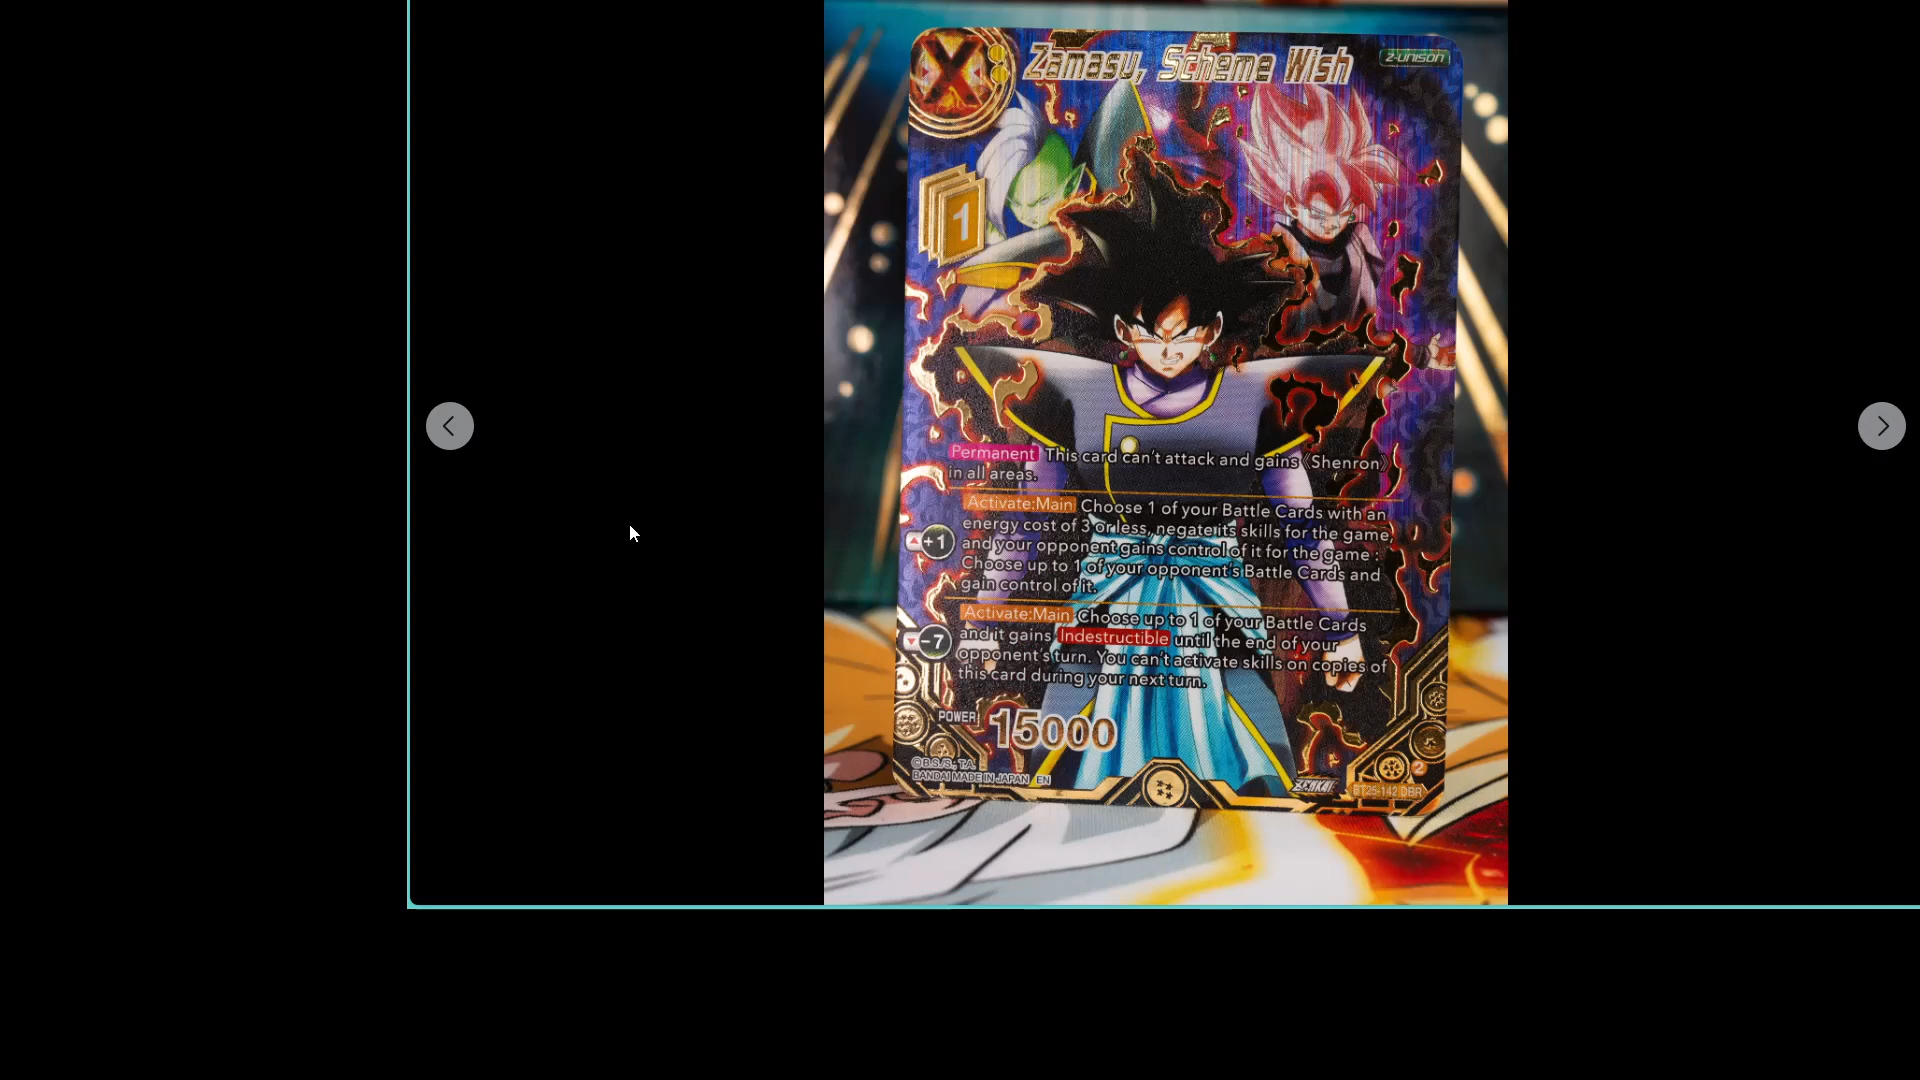 X
Zamasu, Scheme Wish
Z-UNISON
1
Permanent This card can't attack and gains 《Shenron》
in all areas.
+1
Activate:Main Choose 1 of your Battle Cards with an
energy cost of 3 or less, negate its skills for the game,
and your opponent gains control of it for the game :
Choose up to 1 of your opponent's Battle Cards and
gain control of it.
-7
Activate:Main Choose up to 1 of your Battle Cards
and it gains Indestructible until the end of your
opponent's turn. You can't activate skills on copies of
this card during your next turn.
POWER 15000
©B.S./S., T.A.
BANDAI MADE IN JAPAN EN
ZENKAI
2
BT25-142 DBR